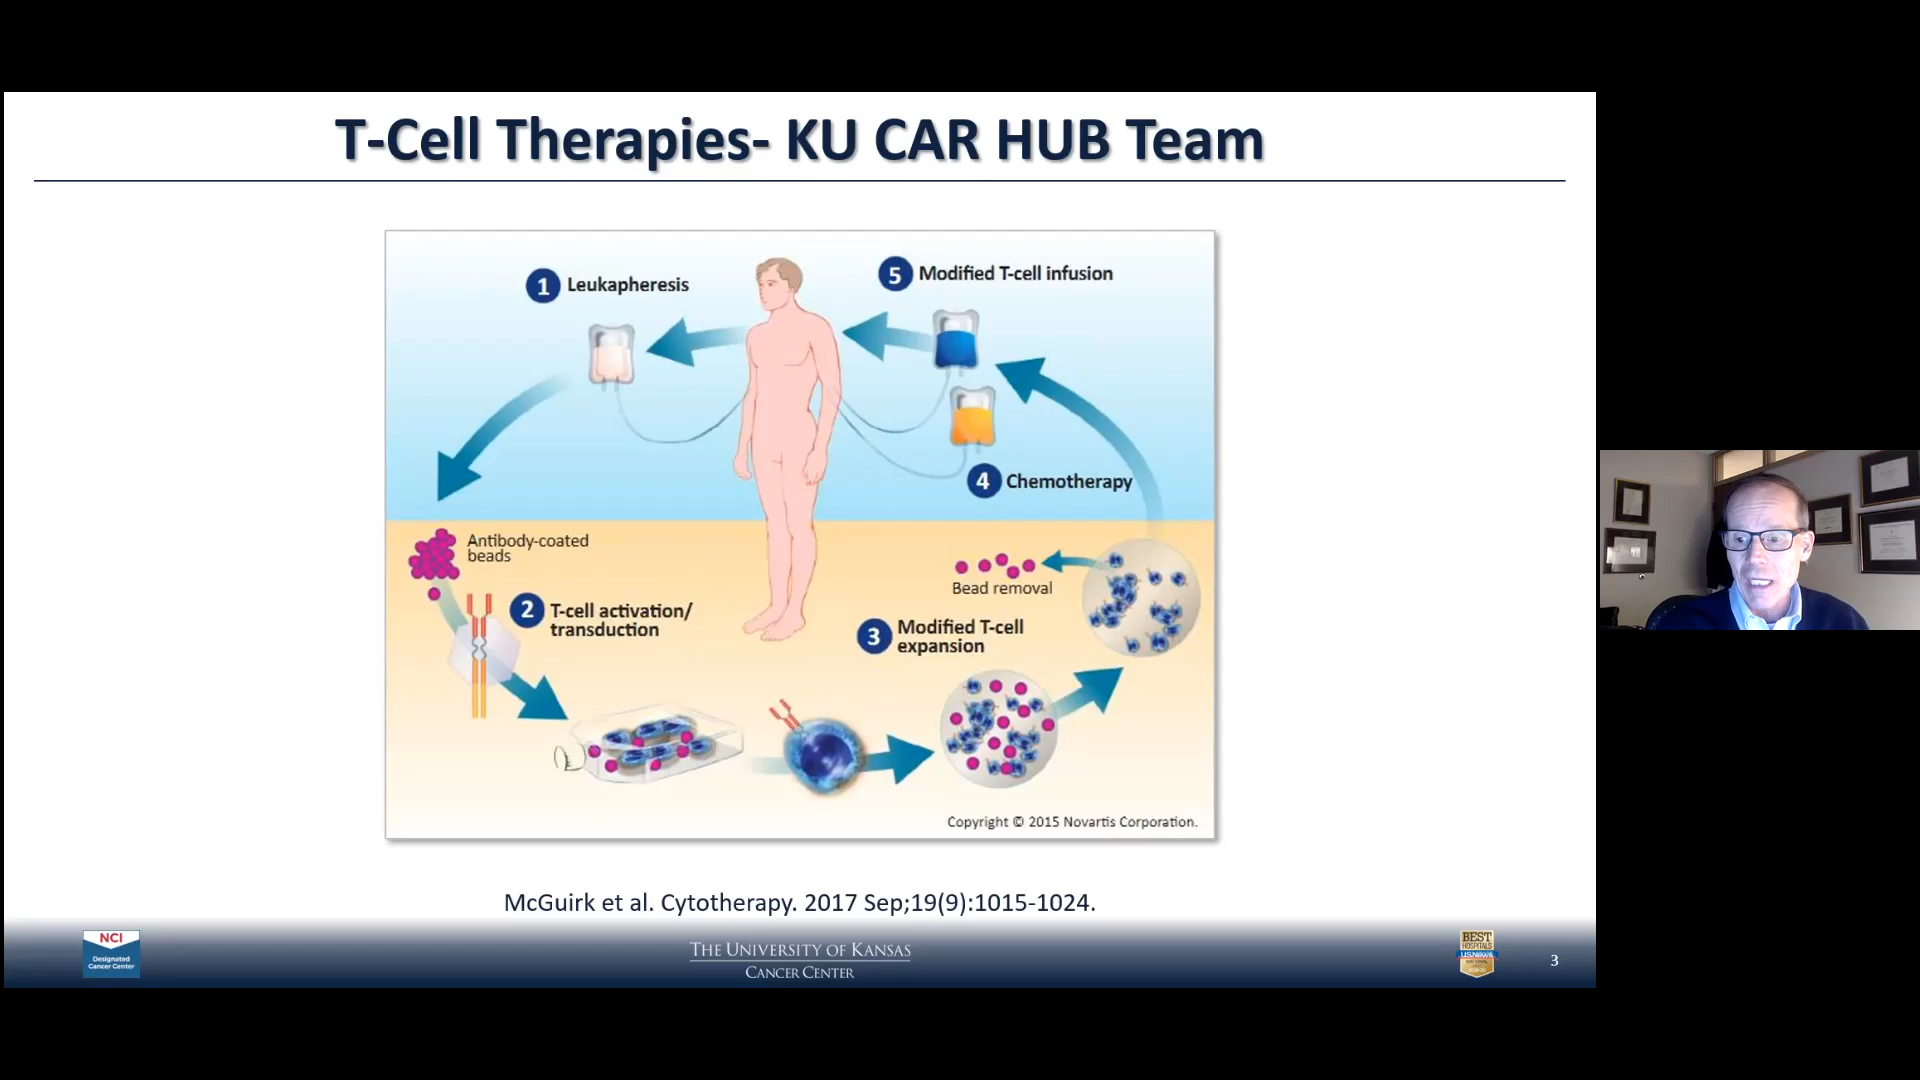 T-Cell Therapies- KU CAR HUB Team
1 Leukapheresis
5 Modified T-cell infusion
4 Chemotherapy
Antibody-coated
beads
Bead removal
2 T-cell activation/
transduction
3 Modified T-cell
expansion
Copyright © 2015 Novartis Corporation.
McGuirk et al. Cytotherapy. 2017 Sep;19(9):1015-1024.
NCI
Designated
Cancer Center
THE UNIVERSITY OF KANSAS
CANCER CENTER
BEST
HOSPITALS
U.S.News
3